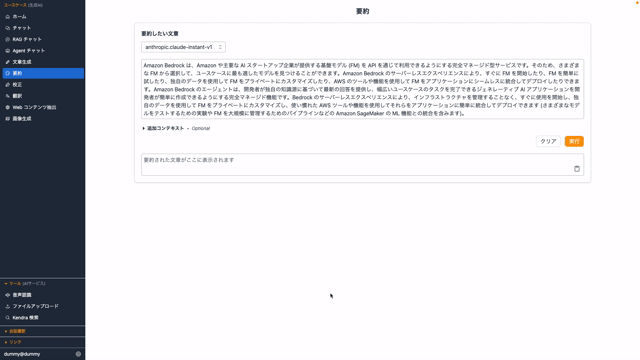 ユースケース (生成AI)
ホーム
チャット
RAG チャット
Agent チャット
文章生成
要約
校正
翻訳
Web コンテンツ抽出
画像生成
ツール (AIサービス)
音声認識
ファイルアップロード
Kendra 検索
会話履歴
リンク
dummy@dummy
要約
要約したい文章
anthropic.claude-instant-v1
Amazon Bedrock は、Amazon や主要な AI スタートアップ企業が提供する基盤モデル (FM) を API を通じて利用できるようにする完全マネージド型サービスです。そのため、さまざま
な FM から選択して、ユースケースに最も適したモデルを見つけることができます。Amazon Bedrock のサーバーレスエクスペリエンスにより、すぐに FM を開始したり、FM を簡単に
試したり、独自のデータを使用して FM をプライベートにカスタマイズしたり、AWS のツールや機能を使用して FM をアプリケーションにシームレスに統合してデプロイしたりできま
す。Amazon Bedrock のエージェントは、開発者が独自の知識源に基づいて最新の回答を提供し、幅広いユースケースのタスクを完了できるジェネレーティブ AI アプリケーションを開
発者が簡単に作成できるようにする完全マネージド機能です。Bedrock のサーバーレスエクスペリエンスにより、インフラストラクチャを管理することなく、すぐに使用を開始し、独
自のデータを使用して FM をプライベートにカスタマイズし、使い慣れた AWS ツールや機能を使用してそれらをアプリケーションに簡単に統合してデプロイできます (さまざまなモデ
ルをテストするための実験や FM を大規模に管理するためのパイプラインなどの Amazon SageMaker の ML 機能との統合を含みます)。
追加コンテキスト - Optional
クリア
実行
要約された文章がここに表示されます